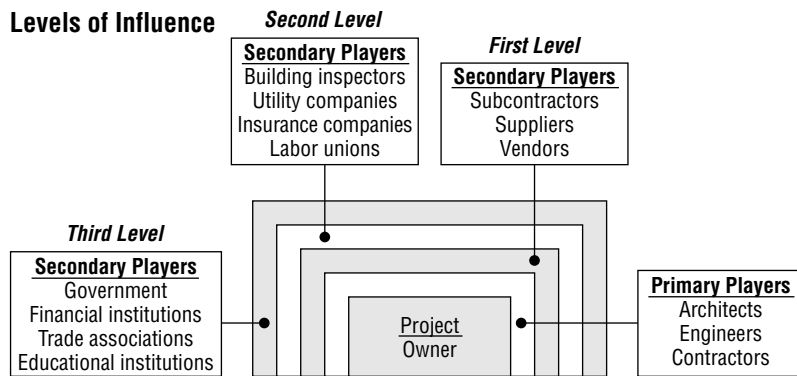 Levels of Influence
Second Level
Secondary Players
Building inspectors
Utility companies
Insurance companies
Labor unions
First Level
Secondary Players
Subcontractors
Suppliers
Vendors
Third Level
Secondary Players
Government
Financial institutions
Trade associations
Educational institutions
Project
Owner
Primary Players
Architects
Engineers
Contractors